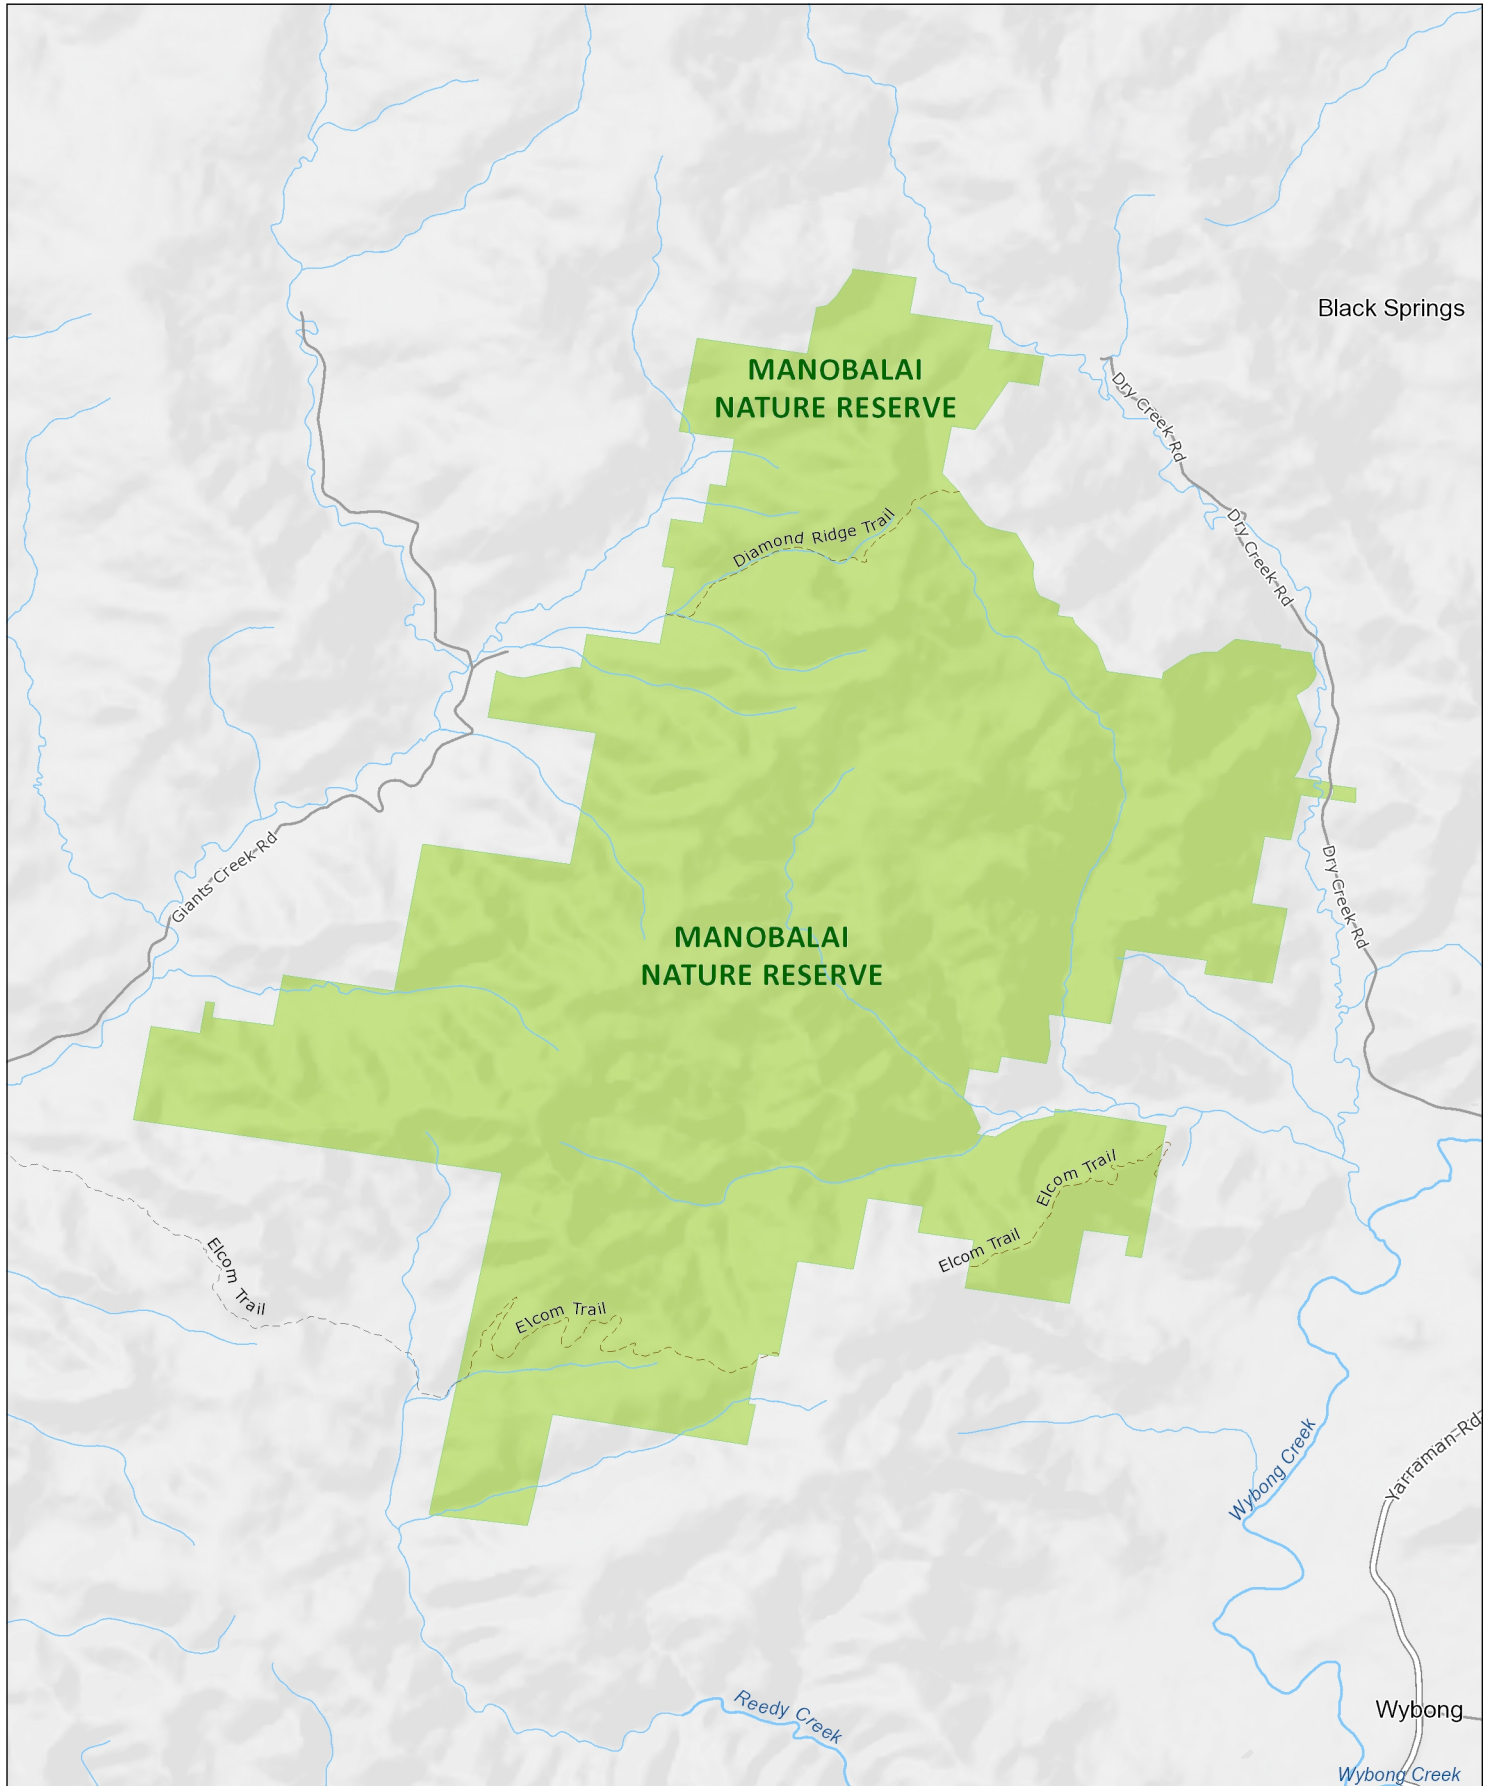 Black Springs
MANOBALAI
NATURE RESERVE
Dry Creek Rd
Diamond Ridge Trail
Dry Creek Rd
Giants Creek Rd
Dry Creek Rd
MANOBALAI
NATURE RESERVE
Elcom Trail
Elcom Trail
Elcom Trail
Elcom Trail
Wybong Creek
Yarraman Rd
Reedy Creek
Wybong
Wybong Creek